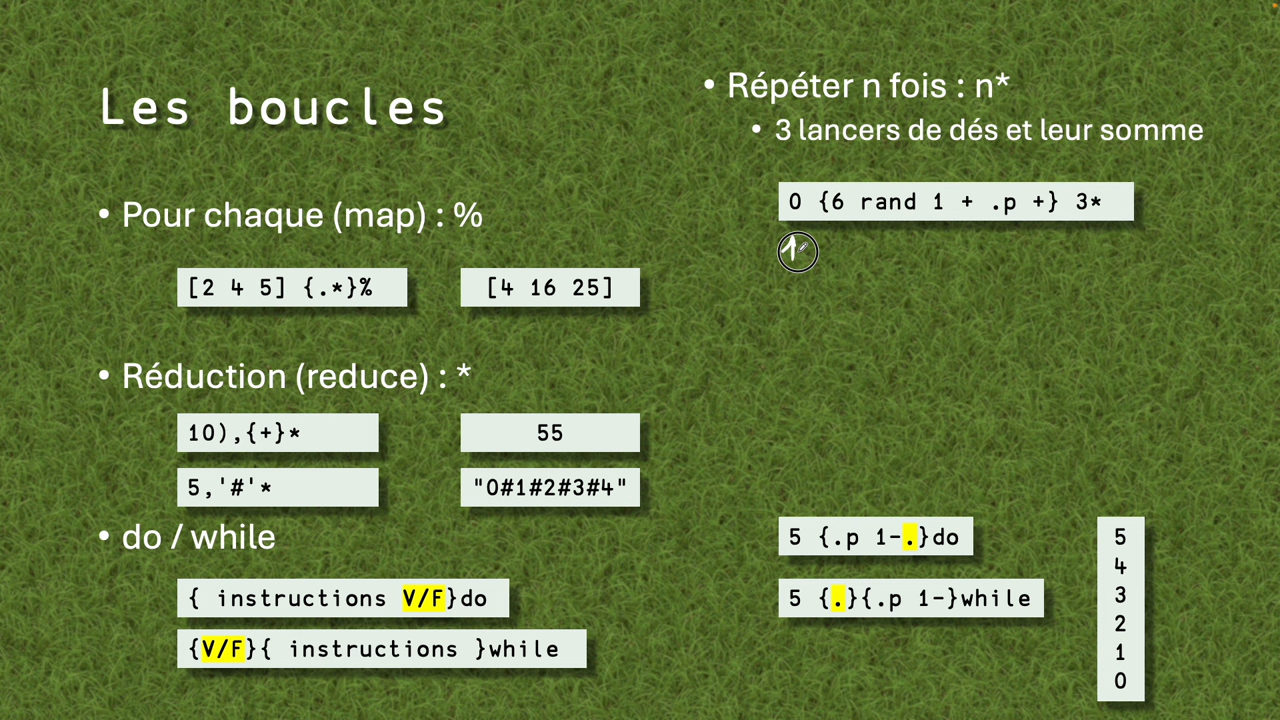 Les boucles
• Pour chaque (map) : %
[2 4 5] {.*}%
[4 16 25]
• Réduction (reduce) : *
10),{+}*
55
5,'#'*
"0#1#2#3#4"
• do / while
{ instructions V/F}do
{V/F}{ instructions }while
• Répéter n fois : n*
• 3 lancers de dés et leur somme
0 {6 rand 1 + .p +} 3*
5 {.p 1-.}do
5 {.}{.p 1-}while
5
4
3
2
1
0